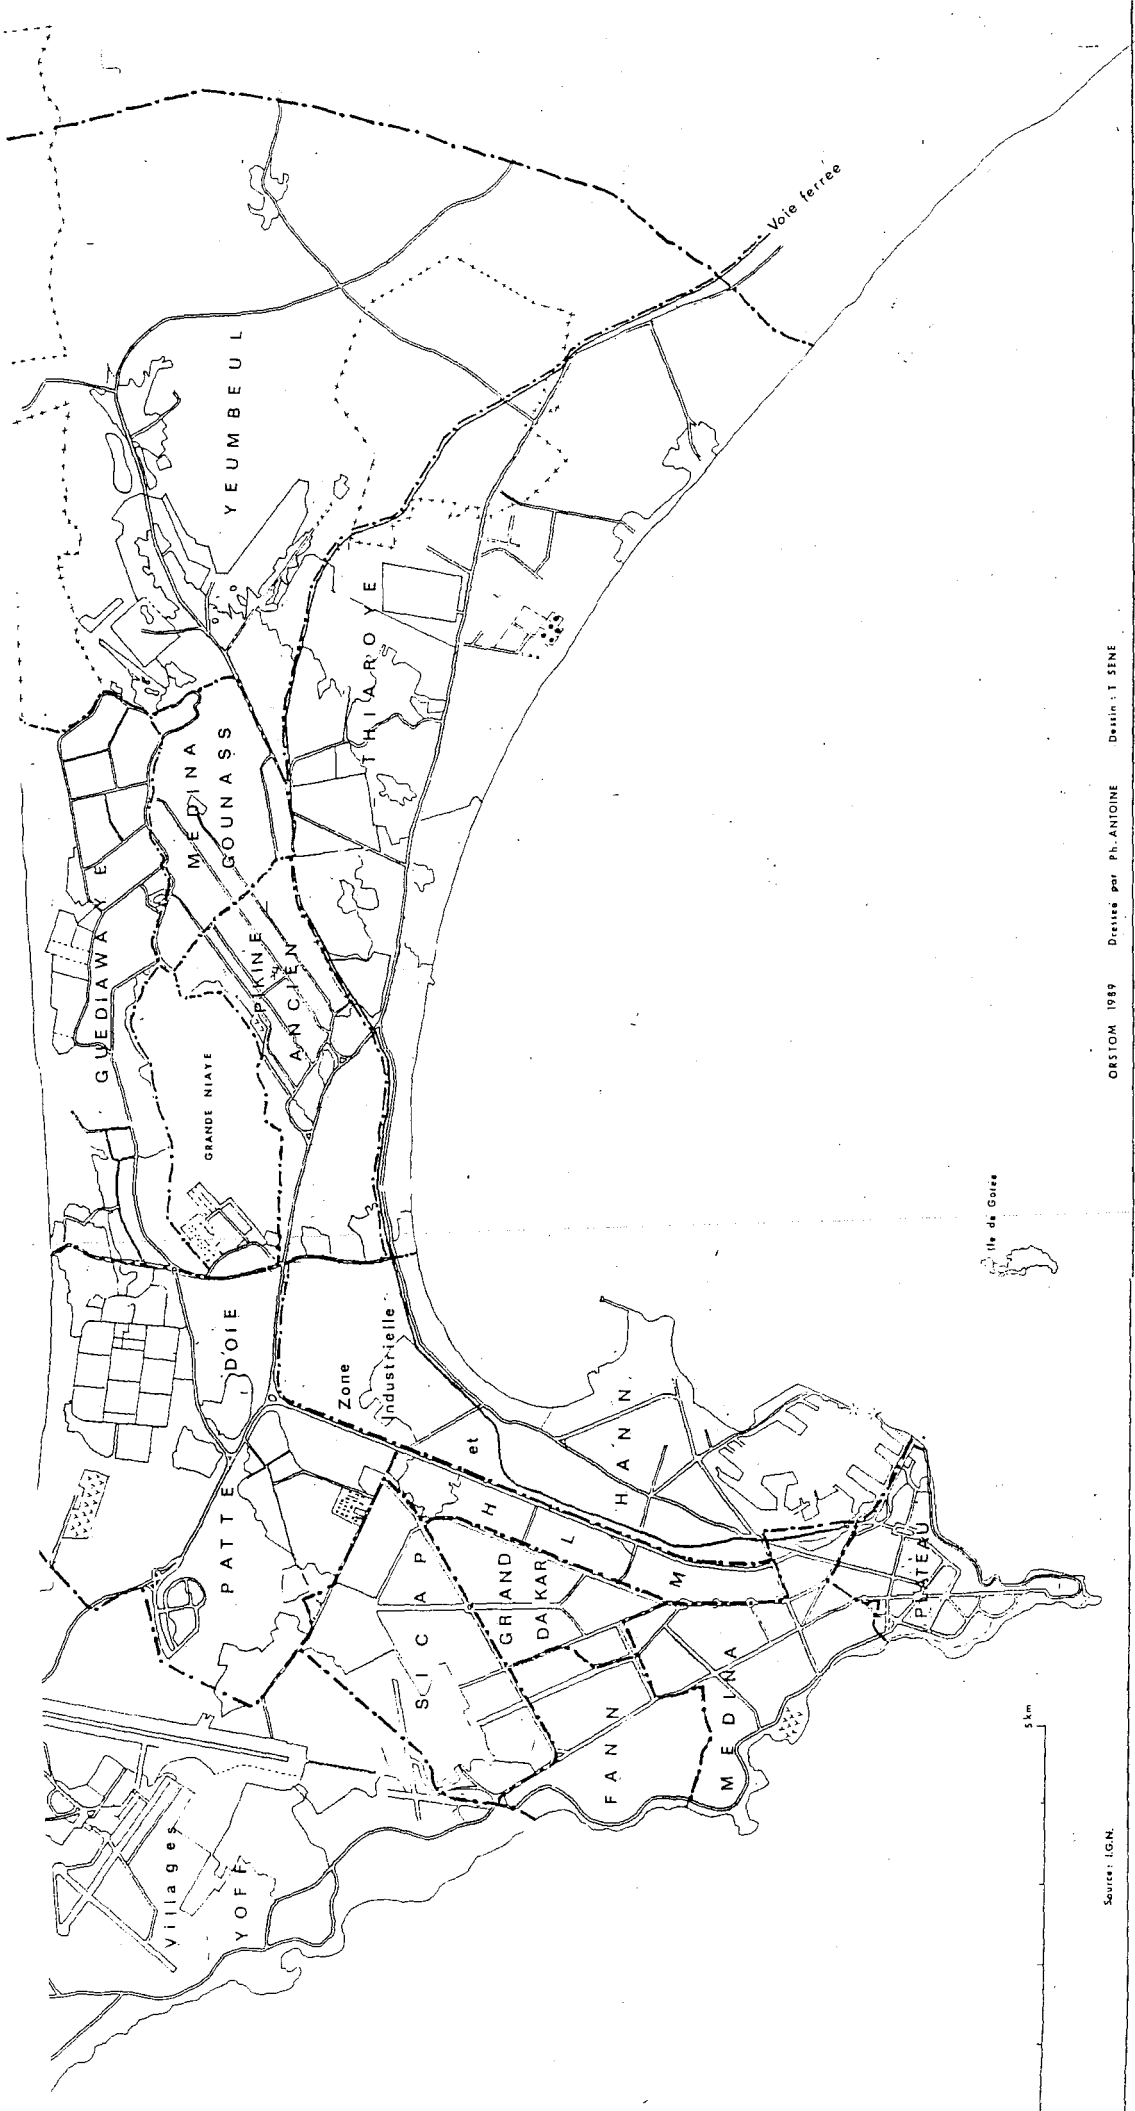 Villages
YOFF
PATTE
D'OIE
GUEDIAWAYE
GRANDE NIAYE
PIKINE
ANCIEN
MEDINA
GOUNASS
YEUMBEUL
THIAROYE
Voie ferrée
Zone
Industrielle
et
HANN
SICAP
GRAND
DAKAR
HLM
FANN
MEDINA
PLATEAU
Ile de Gorée
5 km
Source: I.G.N.
ORSTOM 1989 Dressé par Ph. ANTOINE Dessin: T SENE